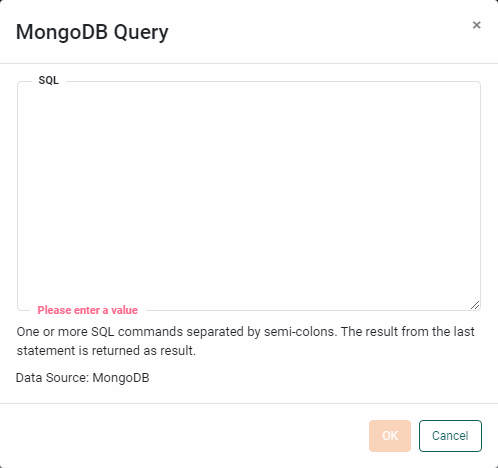 MongoDB Query
×
SQL
Please enter a value
One or more SQL commands separated by semi-colons. The result from the last
statement is returned as result.
Data Source: MongoDB
OK
Cancel